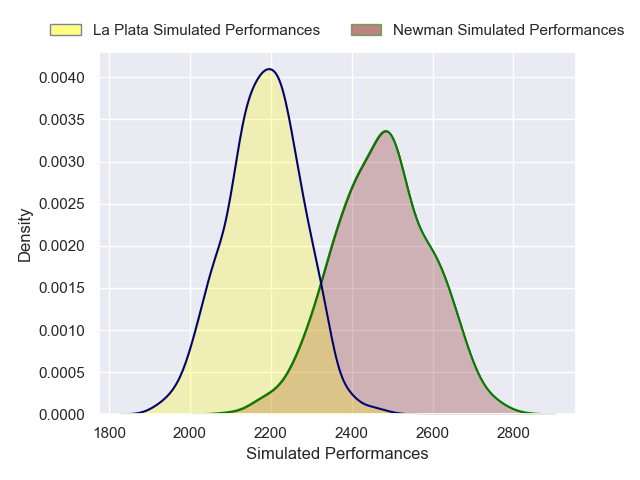 La Plata Simulated Performances
Newman Simulated Performances
0.0040
0.0035
0.0030
0.0025
0.0020
0.0015
0.0010
0.0005
0.0000
Density
1800 2000 2200 2400 2600 2800
Simulated Performances